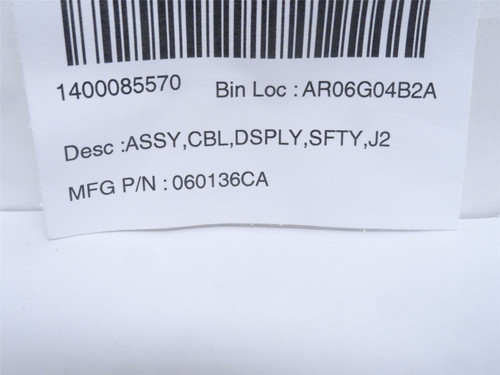 1400085570 Bin Loc : AR06G04B2A
Desc :ASSY,CBL,DSPLY,SFTY,J2
MFG P/N : 060136CA